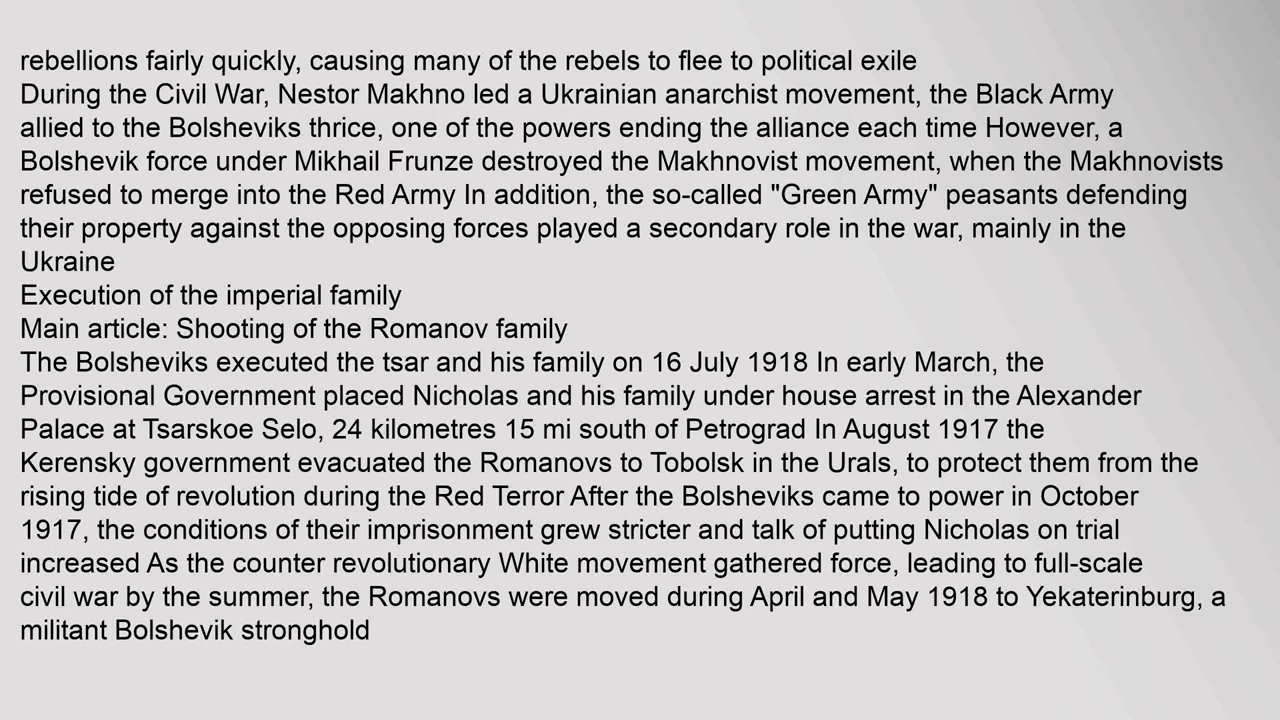 rebellions fairly quickly, causing many of the rebels to flee to political exile
During the Civil War, Nestor Makhno led a Ukrainian anarchist movement, the Black Army
allied to the Bolsheviks thrice, one of the powers ending the alliance each time However, a
Bolshevik force under Mikhail Frunze destroyed the Makhnovist movement, when the Makhnovists
refused to merge into the Red Army In addition, the so-called "Green Army" peasants defending
their property against the opposing forces played a secondary role in the war, mainly in the
Ukraine
Execution of the imperial family
Main article: Shooting of the Romanov family
The Bolsheviks executed the tsar and his family on 16 July 1918 In early March, the
Provisional Government placed Nicholas and his family under house arrest in the Alexander
Palace at Tsarskoe Selo, 24 kilometres 15 mi south of Petrograd In August 1917 the
Kerensky government evacuated the Romanovs to Tobolsk in the Urals, to protect them from the
rising tide of revolution during the Red Terror After the Bolsheviks came to power in October
1917, the conditions of their imprisonment grew stricter and talk of putting Nicholas on trial
increased As the counter revolutionary White movement gathered force, leading to full-scale
civil war by the summer, the Romanovs were moved during April and May 1918 to Yekaterinburg, a
militant Bolshevik stronghold